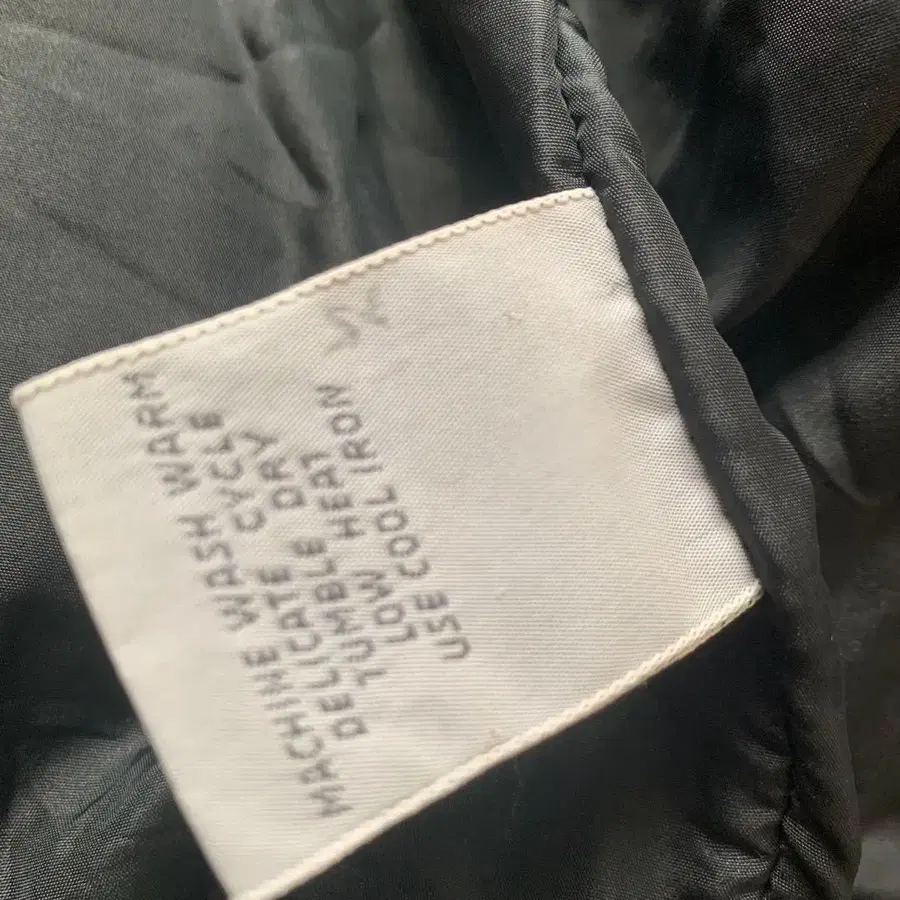 MACHINE WASH WARM
DELICATE CYCLE
TUMBLE DRY
LOW HEAT
USE COOL IRON